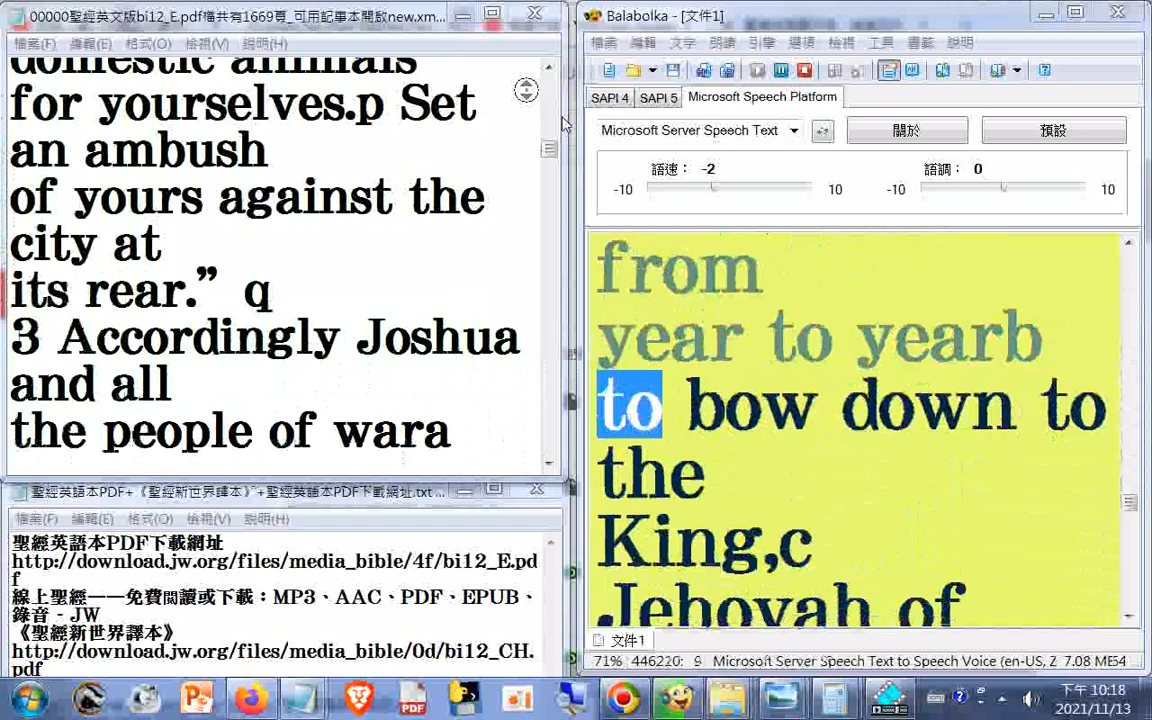 00000聖經英文版bi12_E.pdf檔共有1669頁_可用記事本開啟new.xm...
檔案(F) 編輯(E) 格式(O) 檢視(V) 說明(H)
domestic animals
for yourselves.p Set
an ambush
of yours against the
city at
its rear.” q
3 Accordingly Joshua
and all
the people of wara
聖經英語本PDF+《聖經新世界譯本》+聖經英語本PDF下載網址.txt ...
檔案(F) 編輯(E) 格式(O) 檢視(V) 說明(H)
聖經英語本PDF下載網址
http://download.jw.org/files/media_bible/4f/bi12_E.pd
f
線上聖經——免費閱讀或下載：MP3、AAC、PDF、EPUB、
錄音 - JW
《聖經新世界譯本》
http://download.jw.org/files/media_bible/0d/bi12_CH.
pdf
Balabolka - [文件1]
檔案 編輯 文字 朗讀 引擎 選項 檢視 工具 書籤 說明
SAPI 4 SAPI 5 Microsoft Speech Platform
Microsoft Server Speech Text 關於 預設
語速： -2 語調： 0
-10 10 -10 10
from
year to yearb
to bow down to
the
King,c
Jehovah of
文件1
71% 446220: 9 Microsoft Server Speech Text to Speech Voice (en-US, Z 7.08 ME54
下午 10:18
2021/11/13